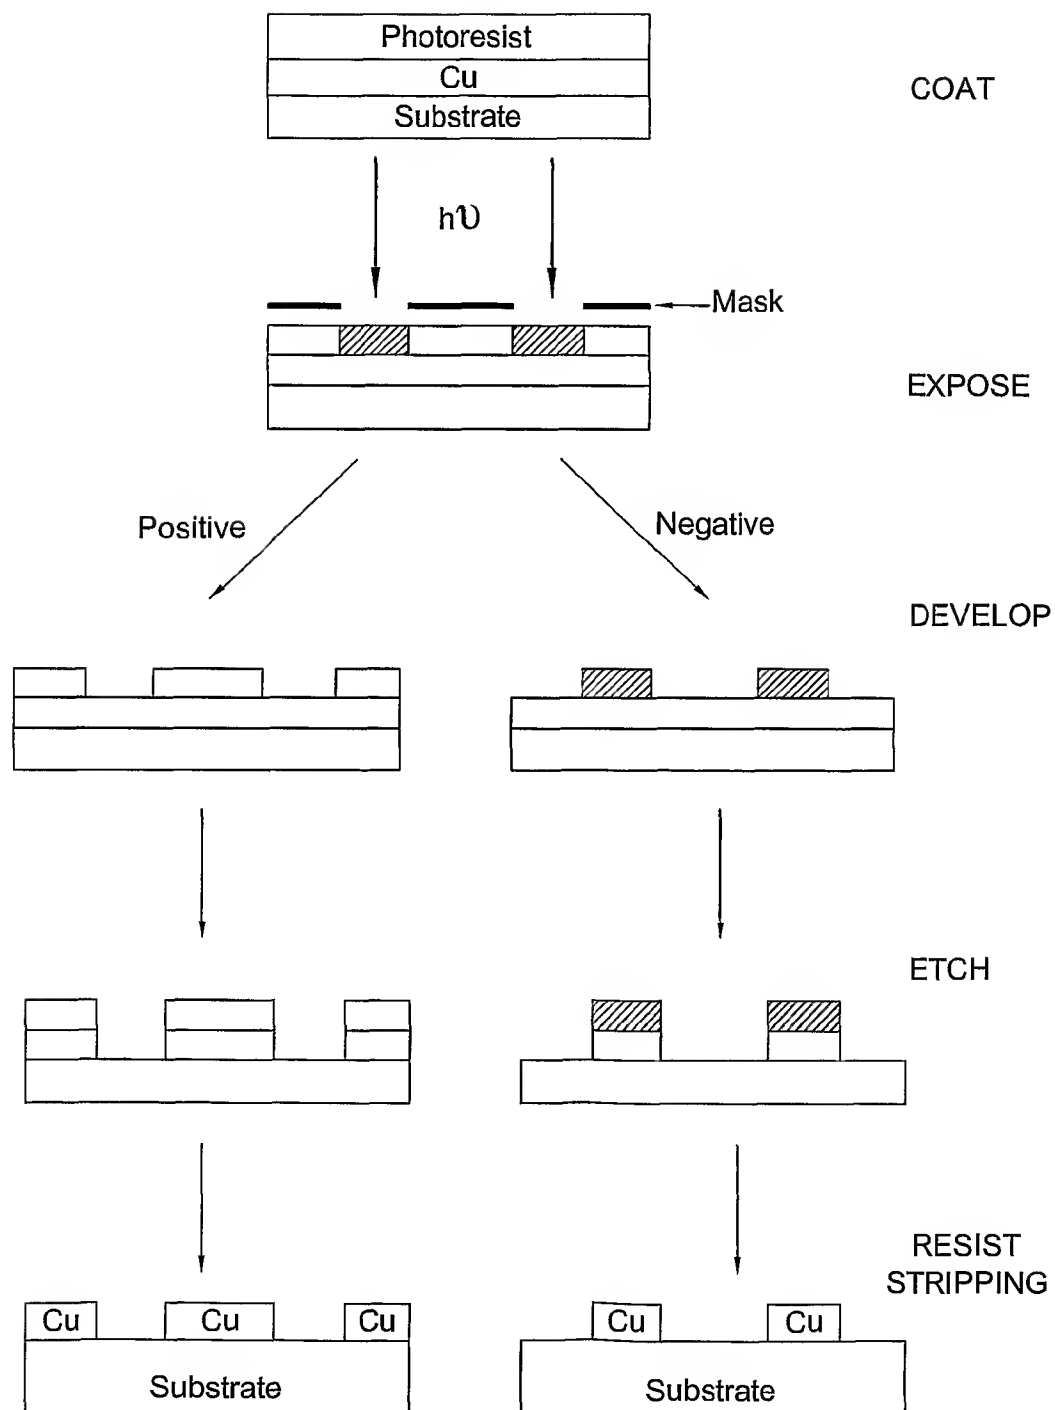 Photoresist
Cu
Substrate
COAT
hυ
Mask
EXPOSE
Positive
Negative
DEVELOP
ETCH
RESIST
STRIPPING
Cu Cu Cu
Cu Cu
Substrate
Substrate